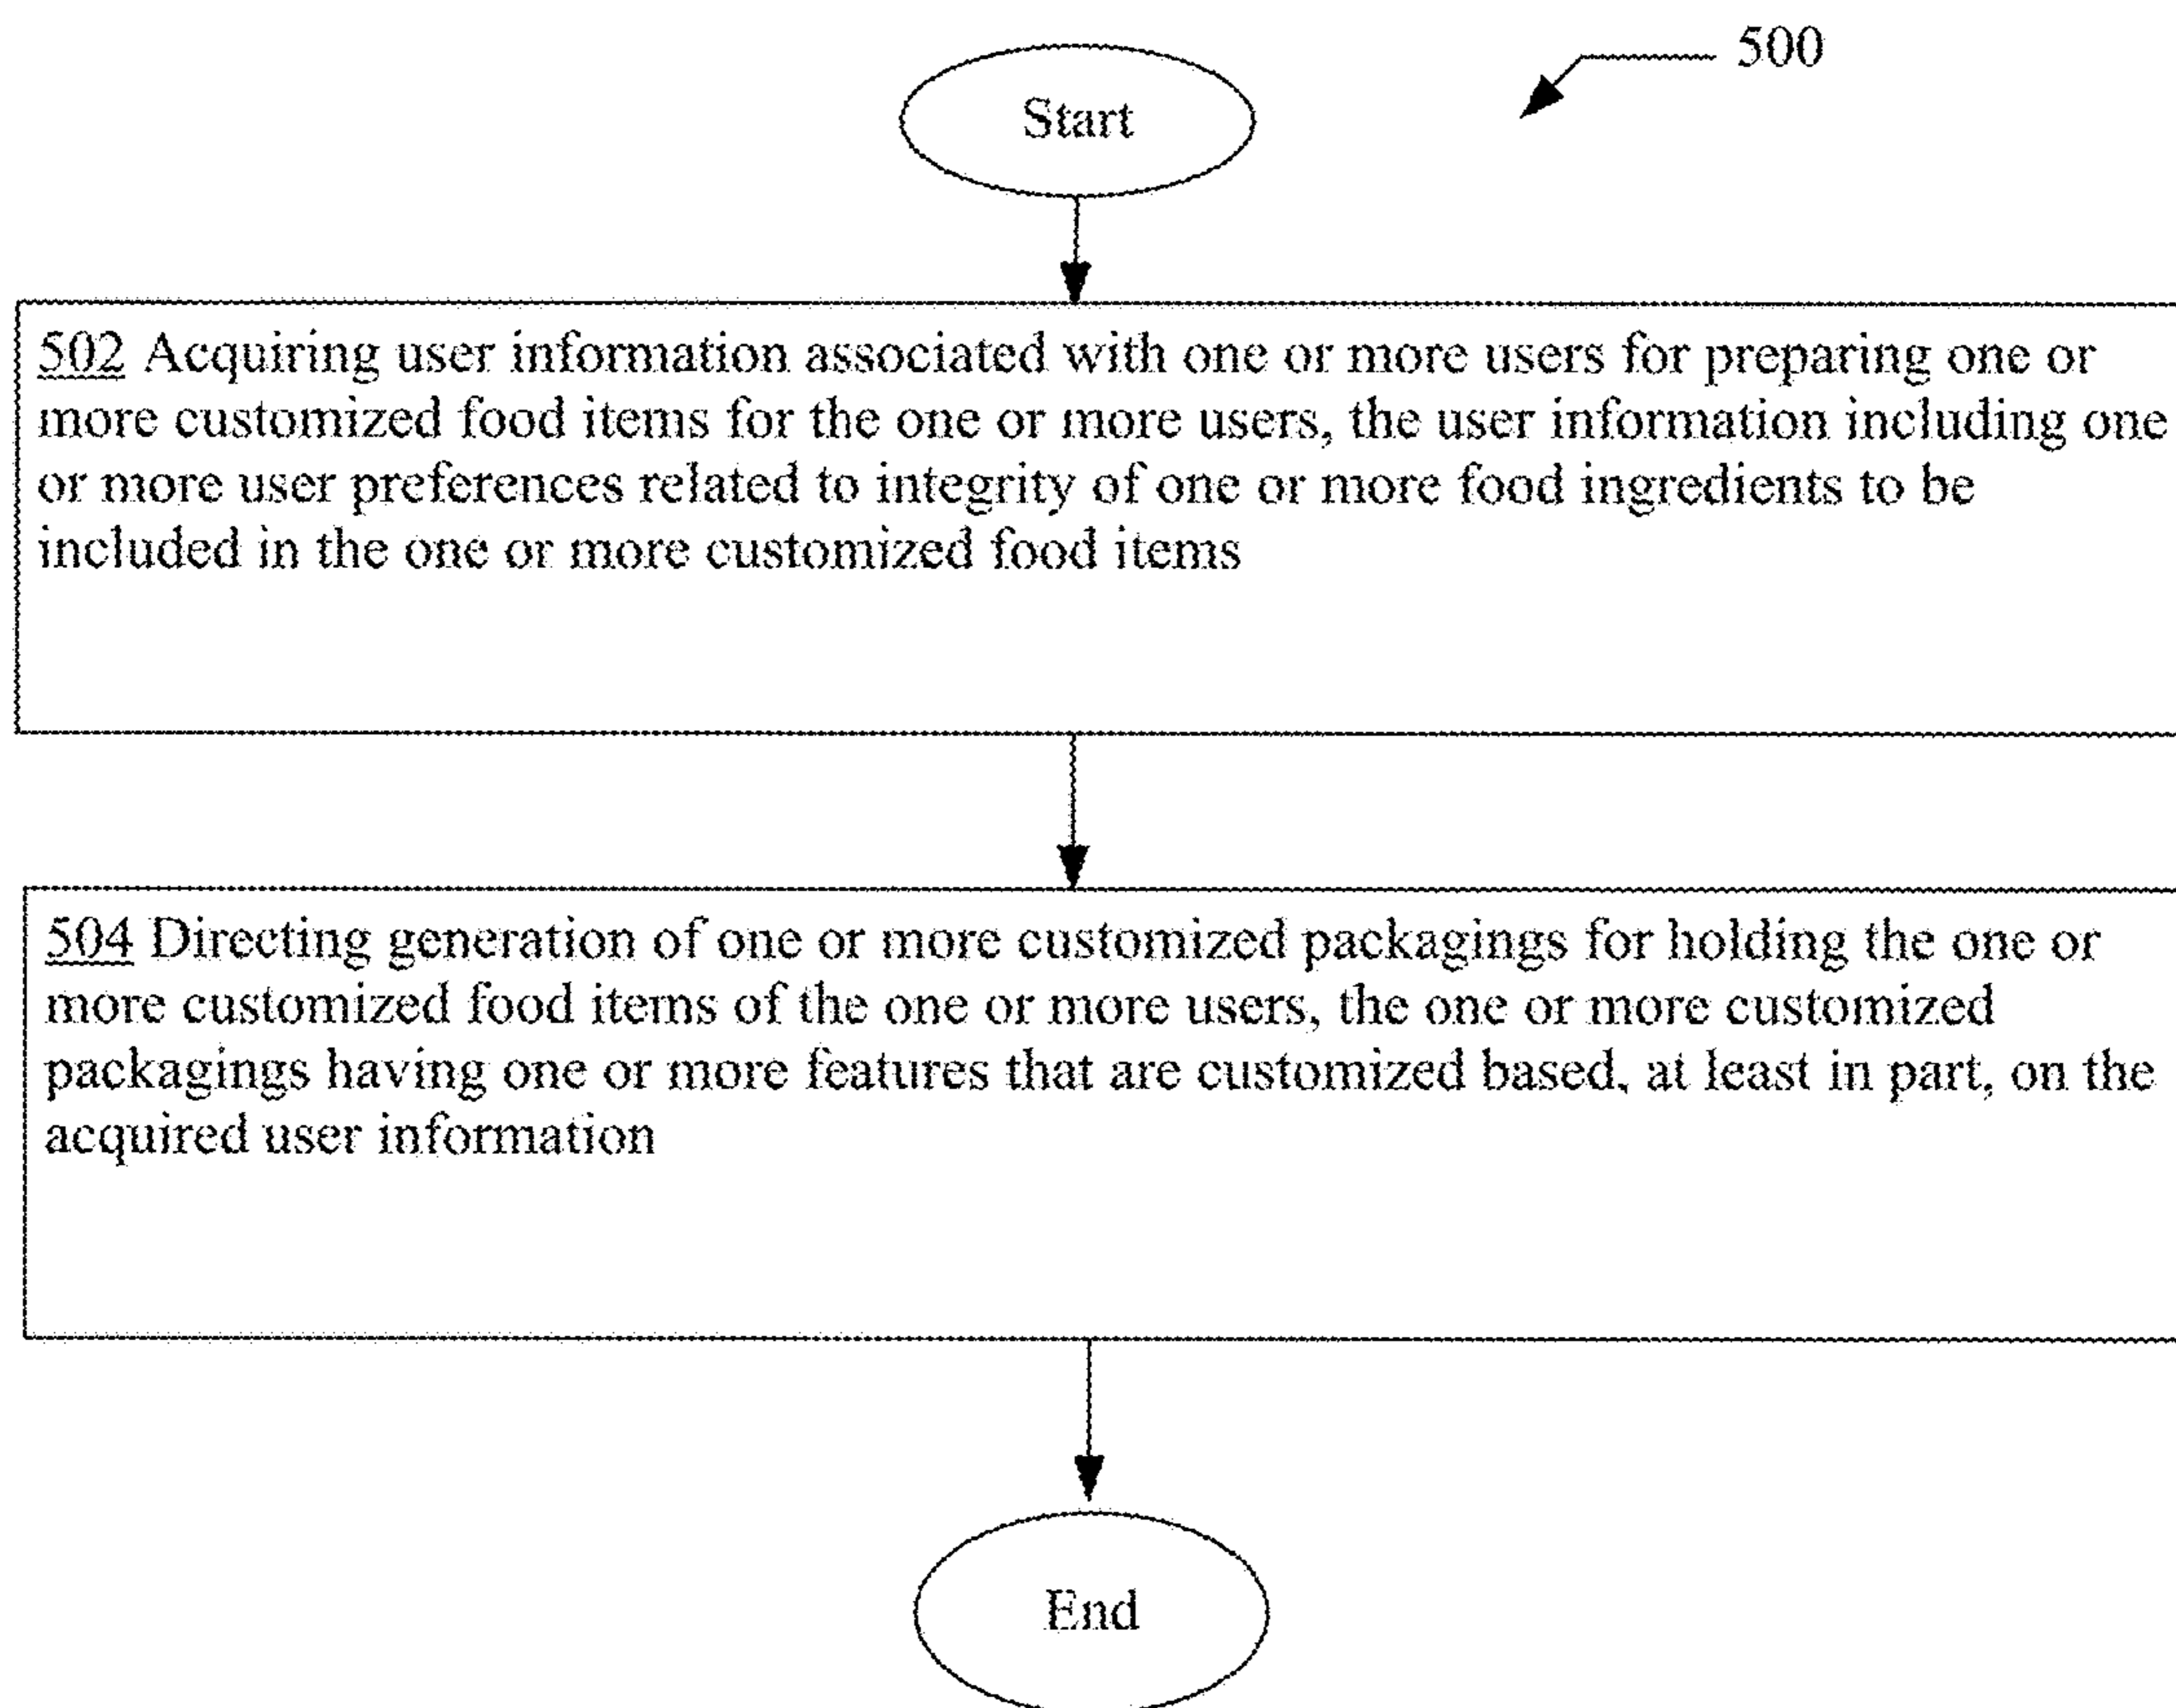 500
Start
502 Acquiring user information associated with one or more users for preparing one or
more customized food items for the one or more users, the user information including one
or more user preferences related to integrity of one or more food ingredients to be
included in the one or more customized food items
504 Directing generation of one or more customized packagings for holding the one or
more customized food items of the one or more users, the one or more customized
packagings having one or more features that are customized based, at least in part, on the
acquired user information
End